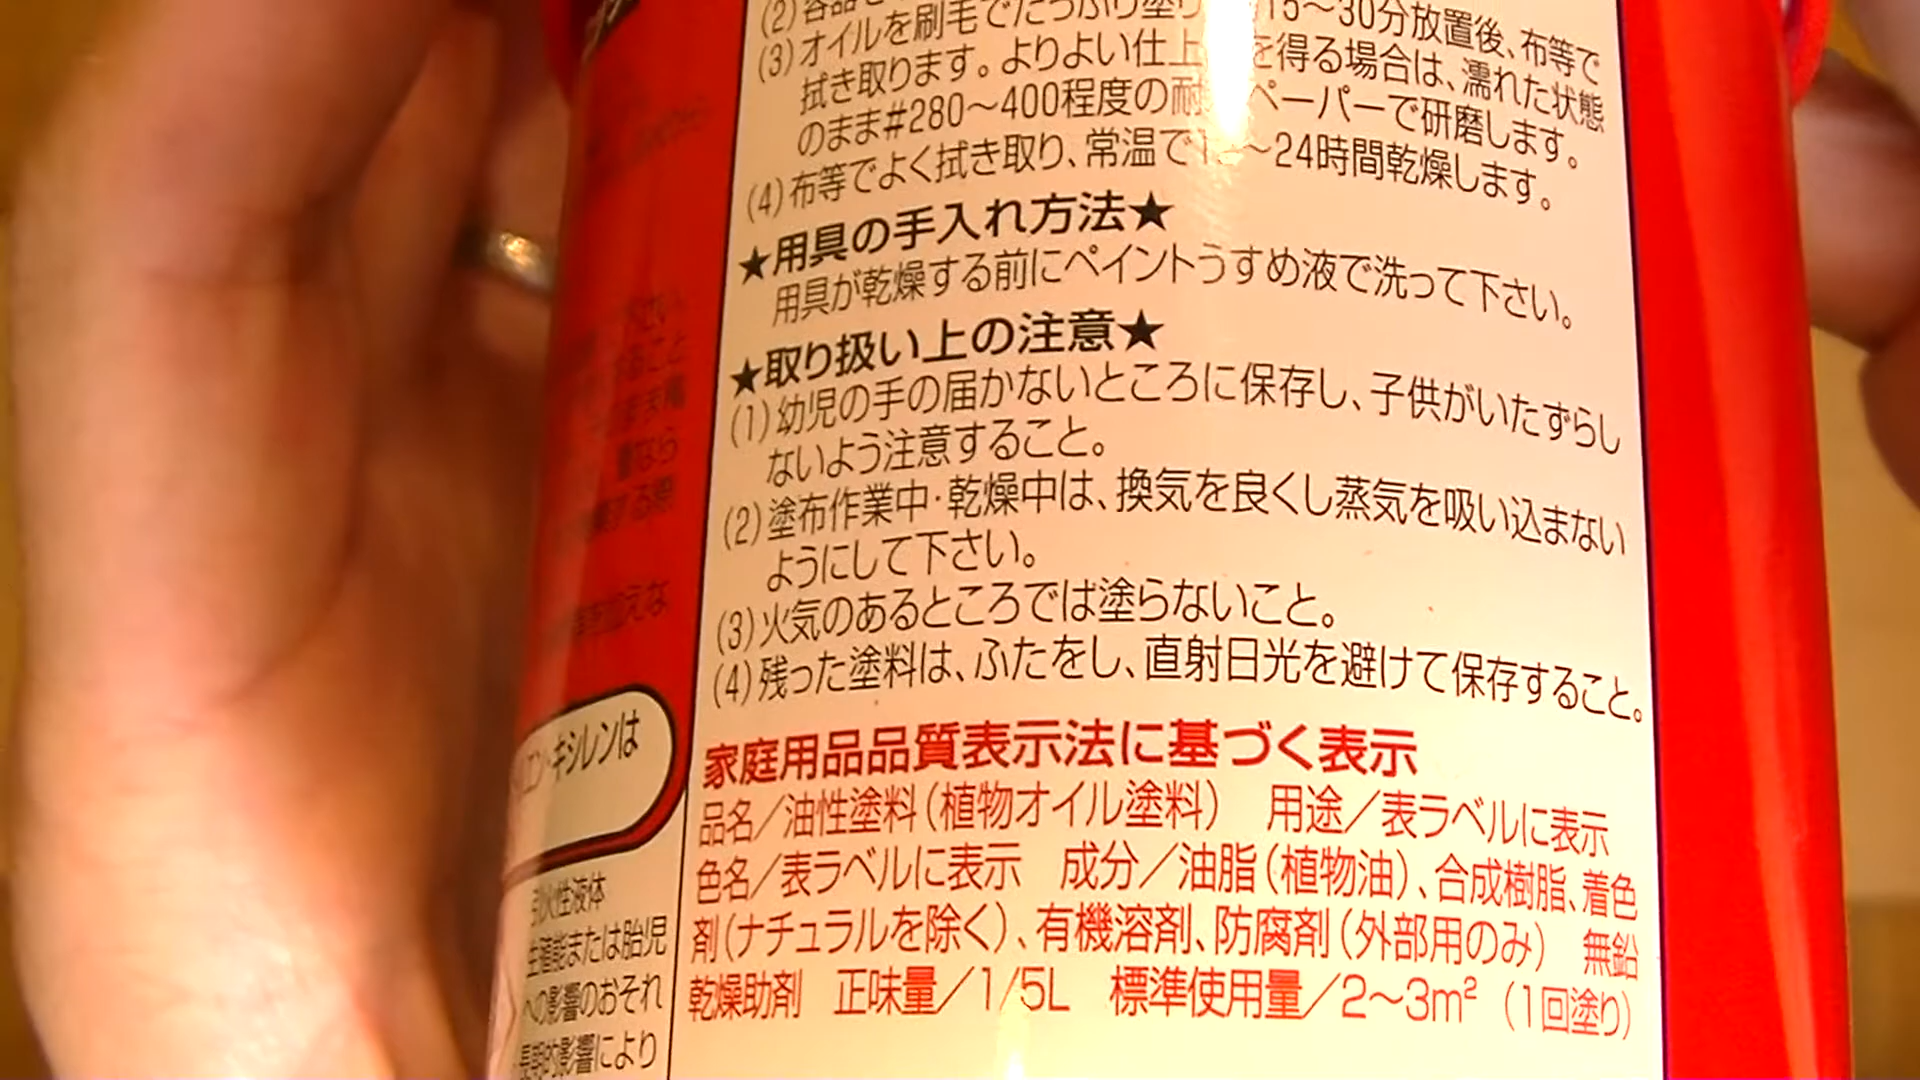 (3)オイルを刷毛でたっぷり塗り 15〜30分放置後、布等で
拭き取ります。よりよい仕上 を得る場合は、濡れた状態
のまま#280〜400程度の耐 ペーパーで研磨します。
(4)布等でよく拭き取り、常温で 〜24時間乾燥します。
★用具の手入れ方法★
用具が乾燥する前にペイントうすめ液で洗って下さい。
★取り扱い上の注意★
(1)幼児の手の届かないところに保存し、子供がいたずらし
ないよう注意すること。
(2)塗布作業中・乾燥中は、換気を良くし蒸気を吸い込まない
ようにして下さい。
(3)火気のあるところでは塗らないこと。
(4)残った塗料は、ふたをし、直射日光を避けて保存すること。
家庭用品品質表示法に基づく表示
品名/油性塗料(植物オイル塗料) 用途/表ラベルに表示
色名/表ラベルに表示 成分/油脂(植物油)、合成樹脂、着色
剤(ナチュラルを除く)、有機溶剤、防腐剤(外部用のみ) 無鉛
乾燥助剤 正味量/1/5L 標準使用量/2〜3m²(1回塗り)
エン・キシレンは
引火性液体
生殖能または胎児
への影響のおそれ
長期的影響により